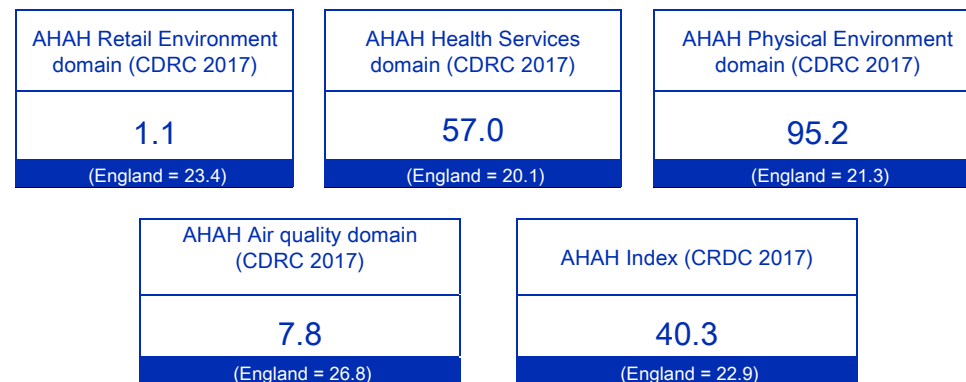 AHAH Retail Environment
domain (CDRC 2017)
1.1
(England = 23.4)
AHAH Health Services
domain (CDRC 2017)
57.0
(England = 20.1)
AHAH Physical Environment
domain (CDRC 2017)
95.2
(England = 21.3)
AHAH Air quality domain
(CDRC 2017)
7.8
(England = 26.8)
AHAH Index (CRDC 2017)
40.3
(England = 22.9)